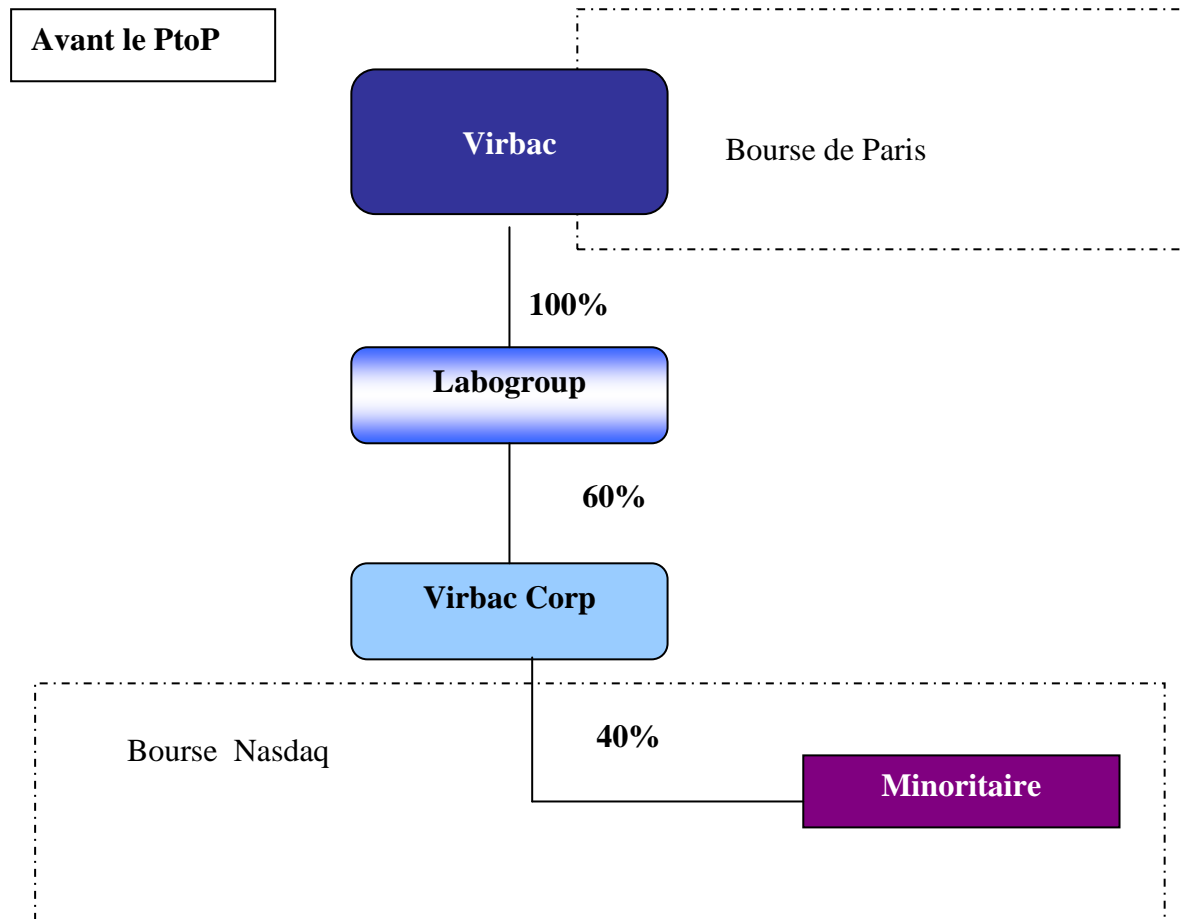 Avant le PtoP
Virbac
Bourse de Paris
100%
Labogroup
60%
Virbac Corp
40%
Bourse Nasdaq
Minoritaire